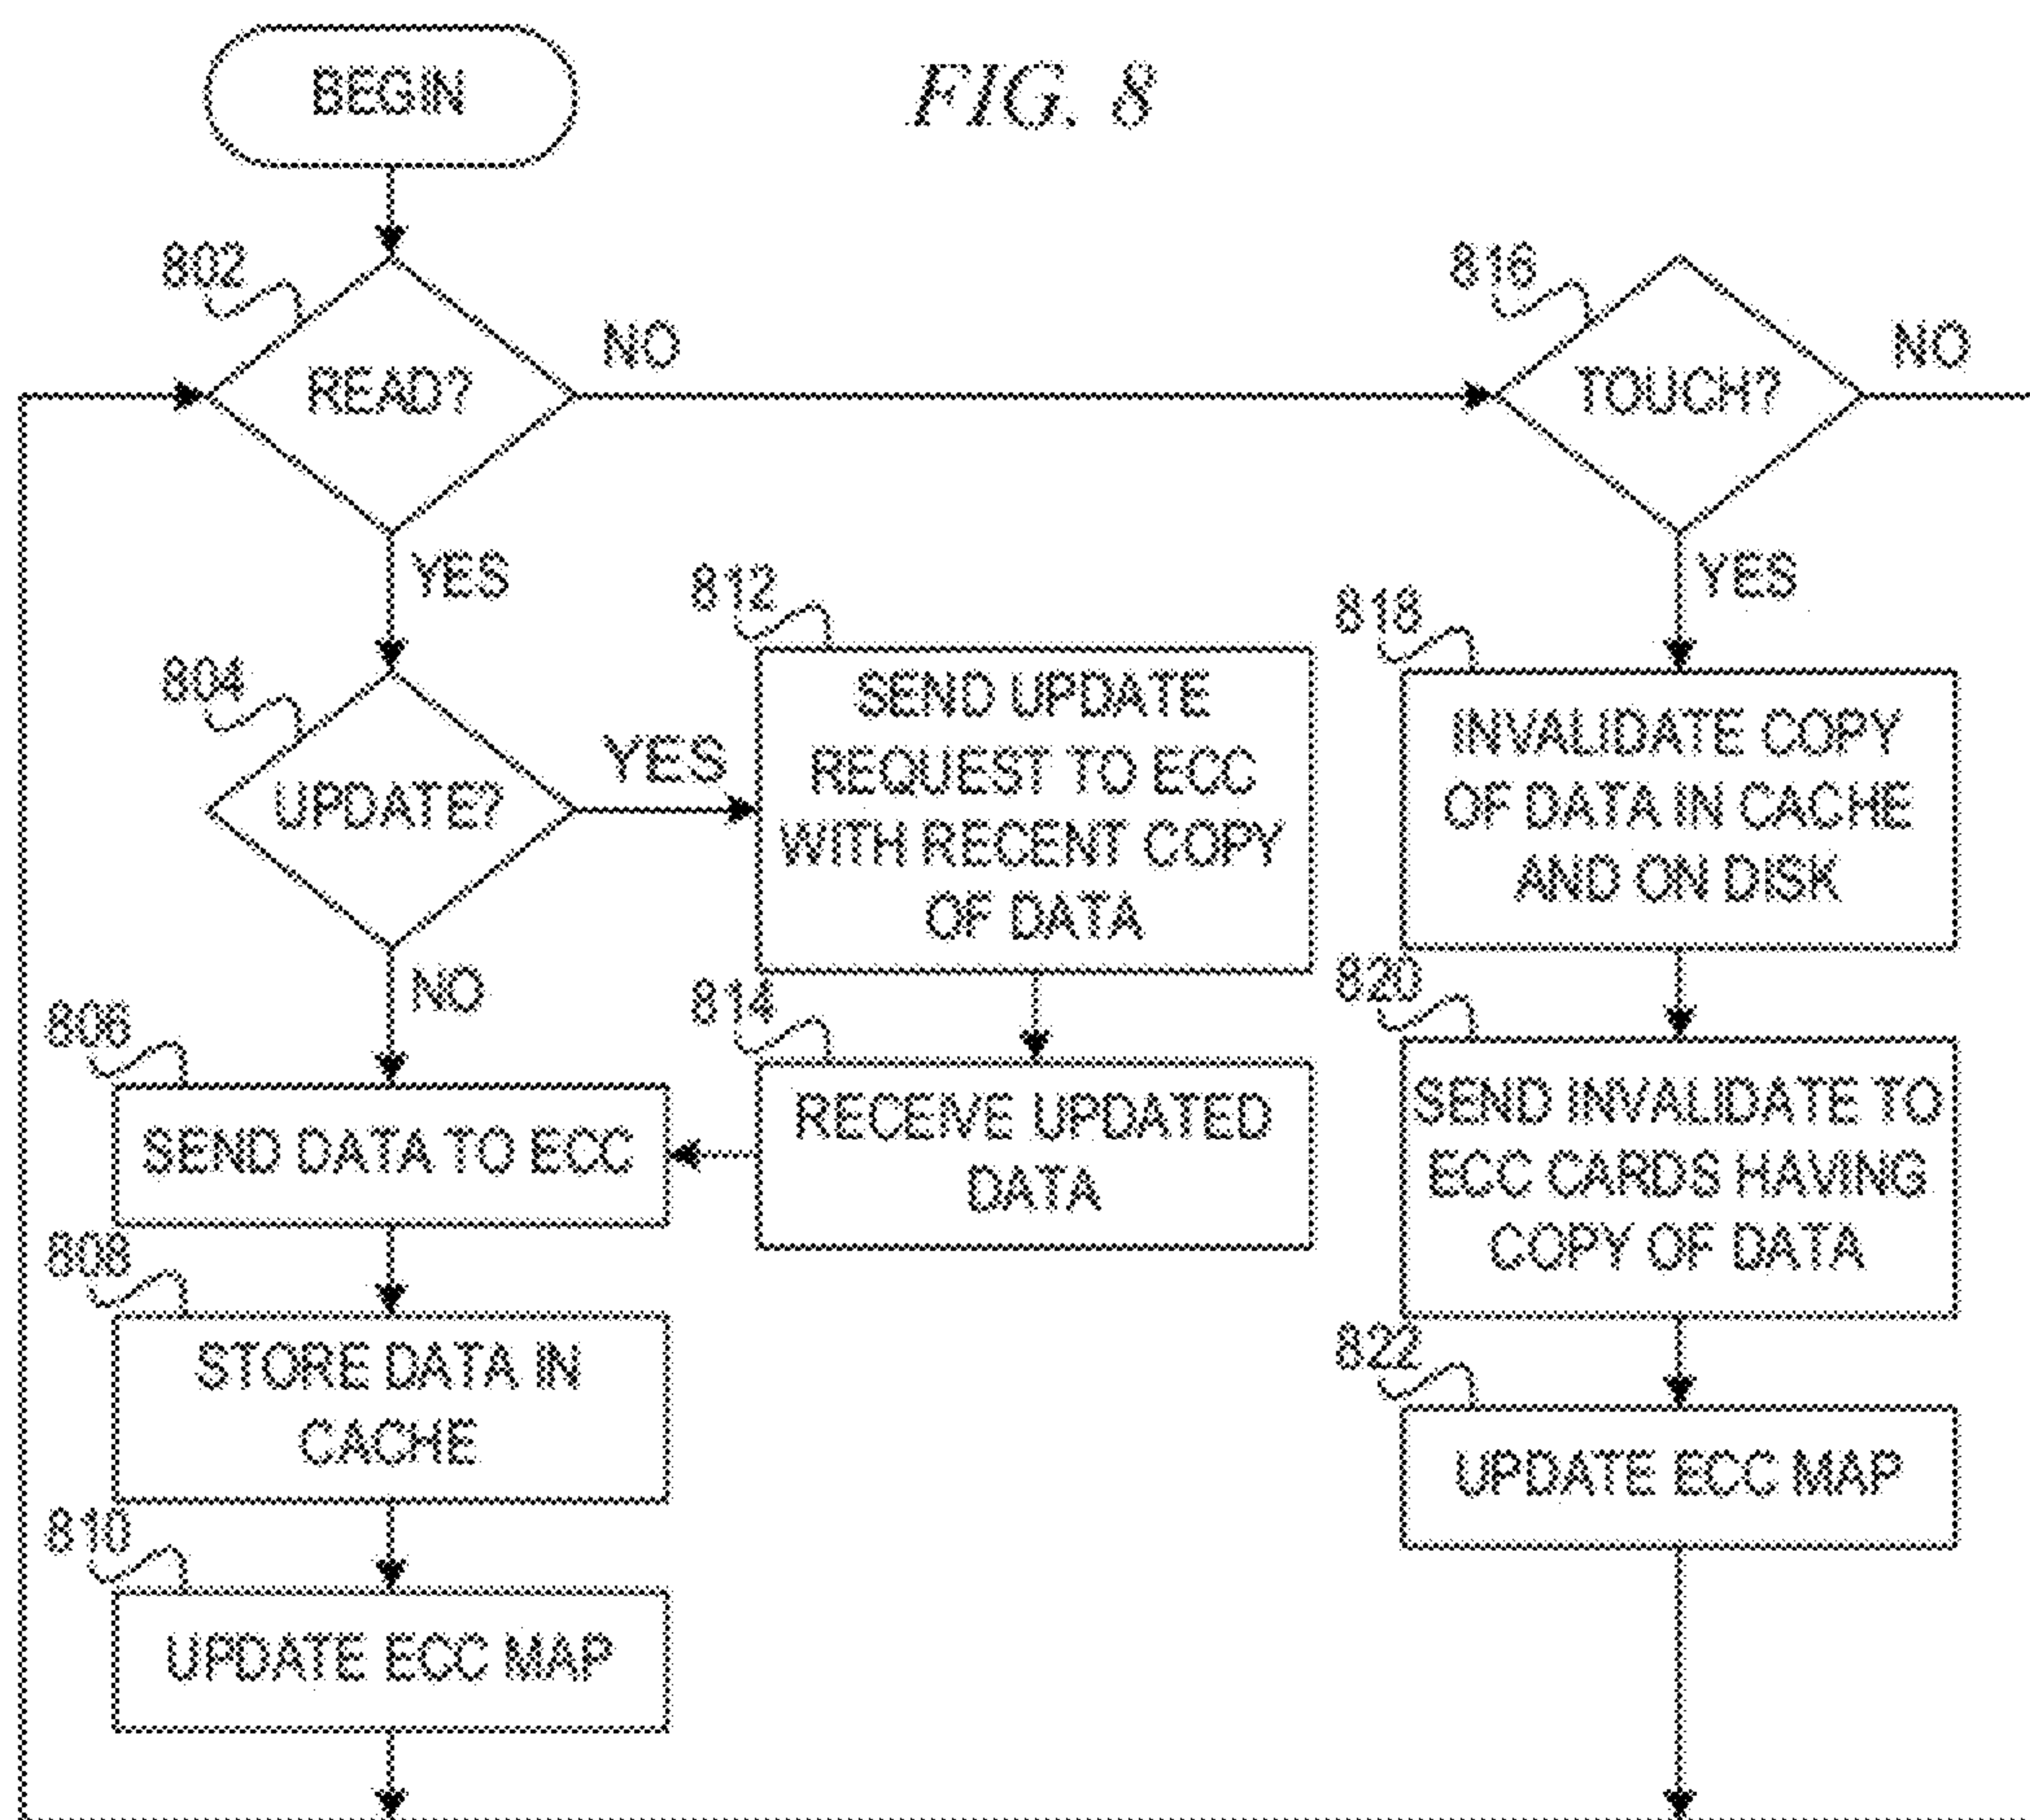 BEGIN
FIG. 8
802
READ?
NO
816
TOUCH?
NO
YES
YES
804
UPDATE?
YES
NO
812
SEND UPDATE
REQUEST TO ECC
WITH RECENT COPY
OF DATA
818
INVALIDATE COPY
OF DATA IN CACHE
AND ON DISK
806
SEND DATA TO ECC
814
RECEIVE UPDATED
DATA
820
SEND INVALIDATE TO
ECC CARDS HAVING
COPY OF DATA
808
STORE DATA IN
CACHE
822
UPDATE ECC MAP
810
UPDATE ECC MAP